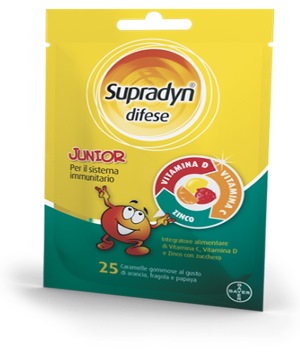 Supradyn®
difese
JUNIOR
Per il sistema
immunitario
VITAMINA D
VITAMINA C
ZINCO
Integratore alimentare
di Vitamina C, Vitamina D
e Zinco con zucchero
25 Caramelle gommose al gusto
di arancia, fragola e papaya
BAYER